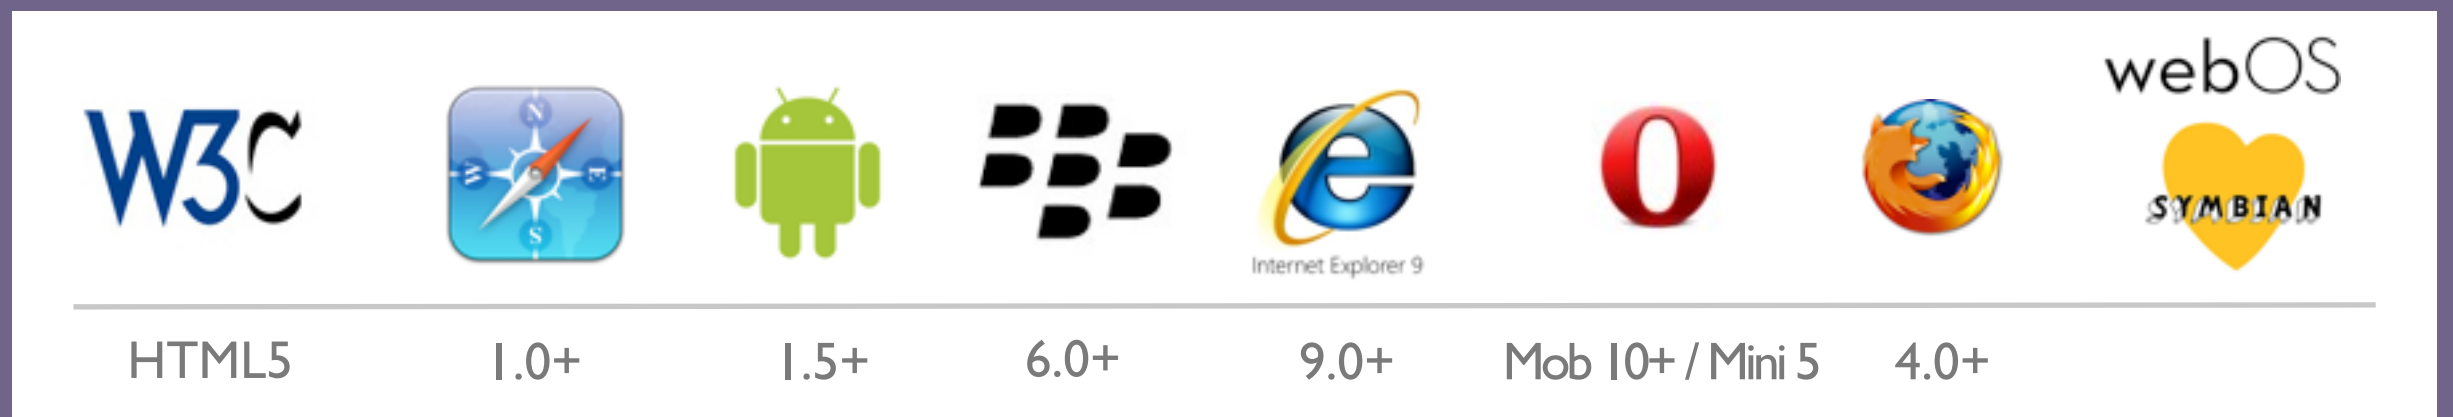 webOS
W3C
N
W E
S
SYMBIAN
Internet Explorer 9
HTML5 1.0+ 1.5+ 6.0+ 9.0+ Mob 10+ / Mini 5 4.0+